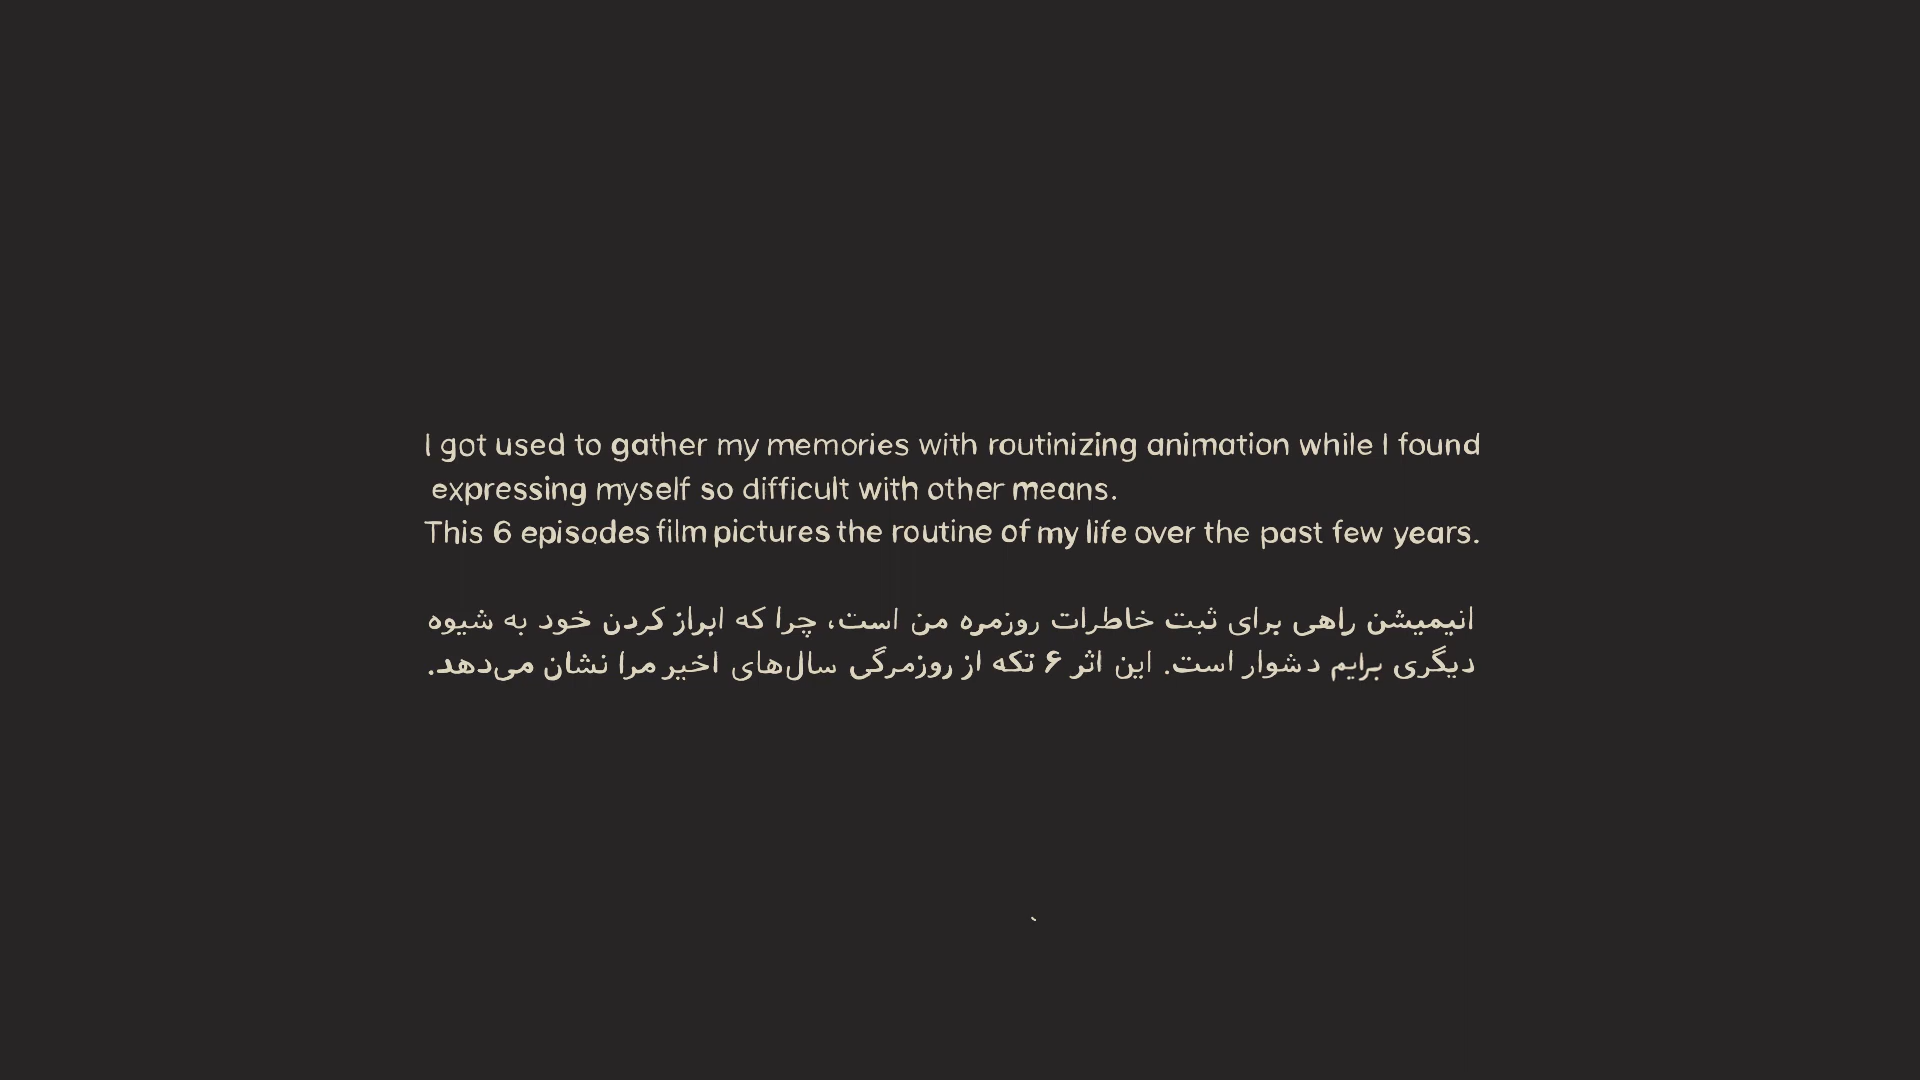 I got used to gather my memories with routinizing animation while I found
expressing myself so difficult with other means.
This 6 episodes film pictures the routine of my life over the past few years.
انیمیشن راهی برای ثبت خاطرات روزمره من است، چرا که ابراز کردن خود به شیوه
دیگری برایم دشوار است. این اثر ۶ تکه از روزمرگی سال‌های اخیر مرا نشان می‌دهد.